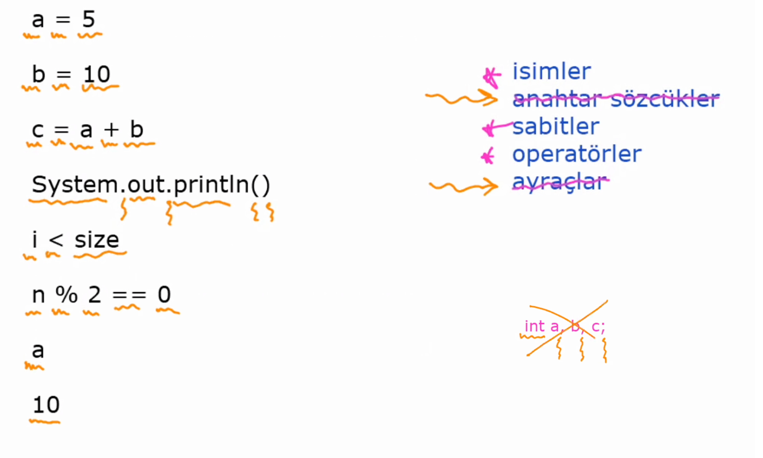 a = 5
b = 10
c = a + b
System.out.println()
i < size
n % 2 == 0
a
10
isimler
anahtar sözcükler
sabitler
operatörler
ayraçlar
int a, b, c;